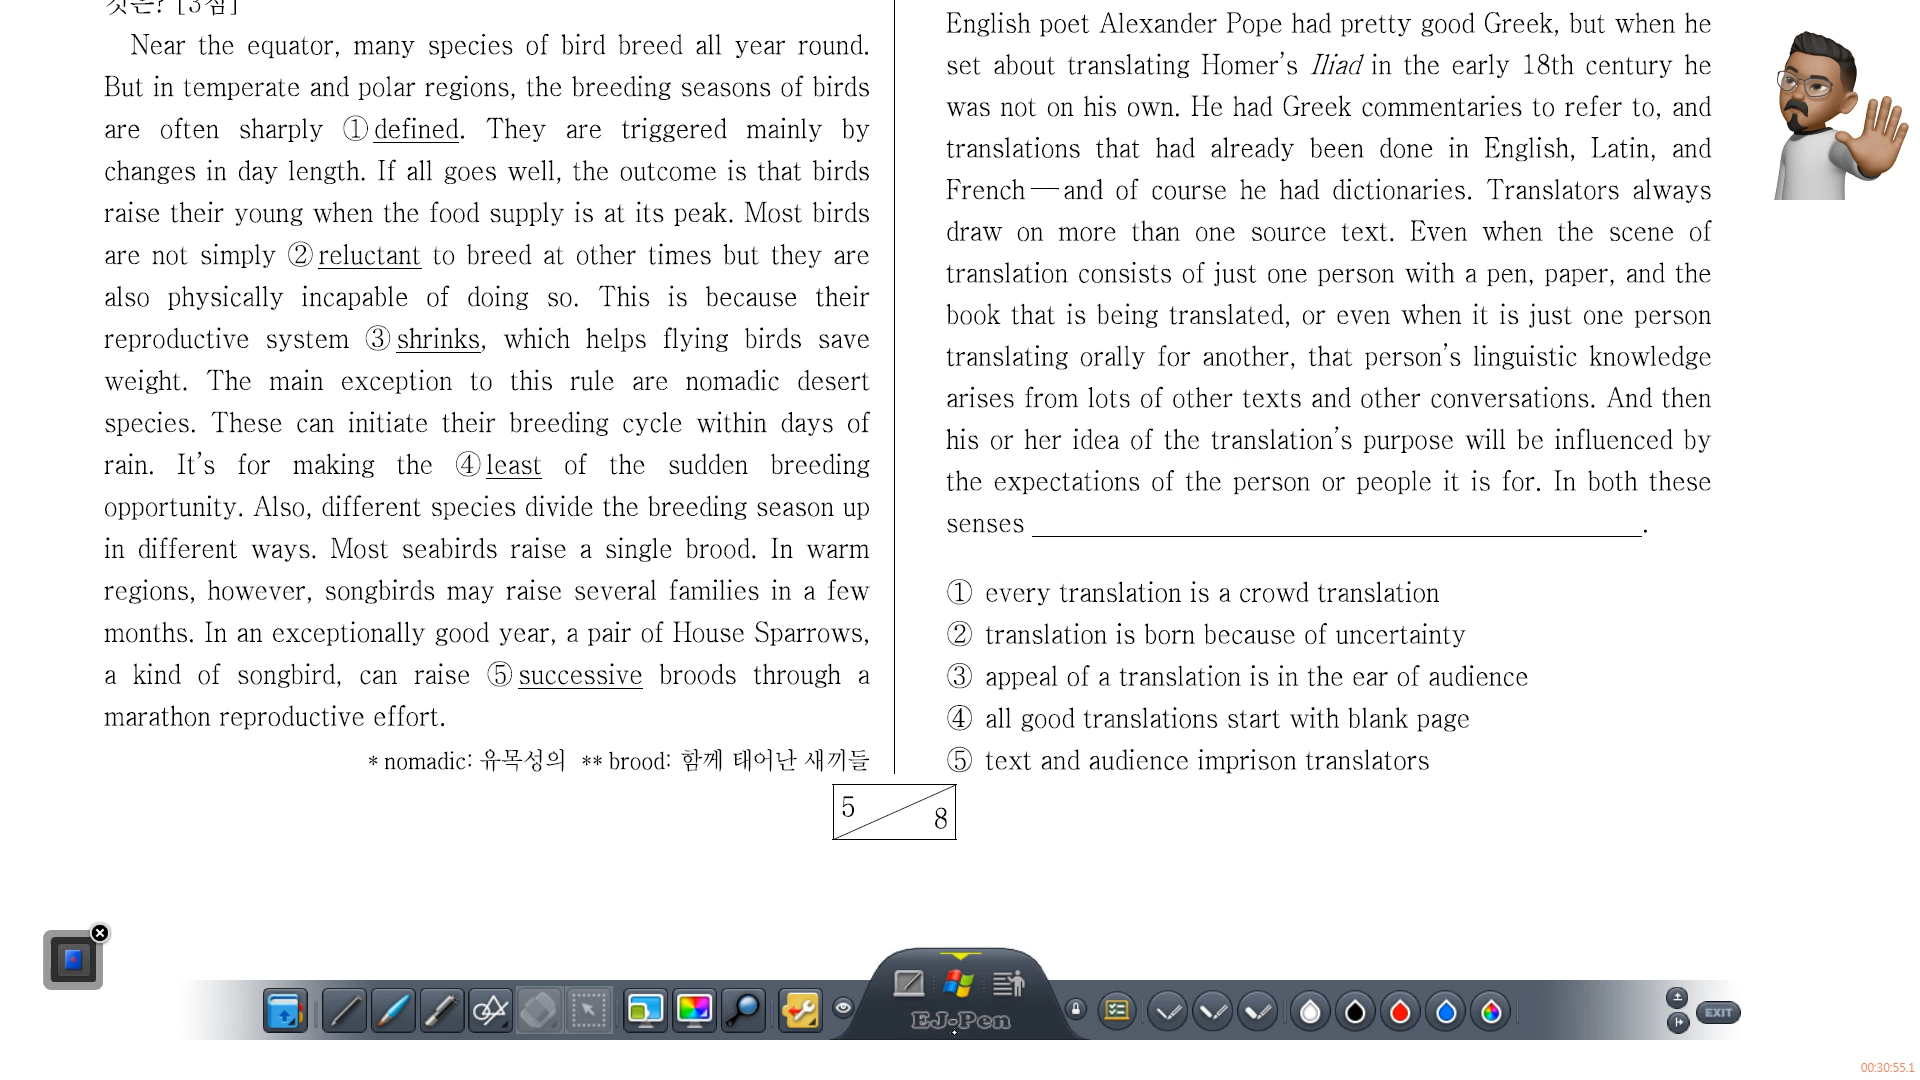 것은? [3점]
Near the equator, many species of bird breed all year round.
But in temperate and polar regions, the breeding seasons of birds
are often sharply ① defined. They are triggered mainly by
changes in day length. If all goes well, the outcome is that birds
raise their young when the food supply is at its peak. Most birds
are not simply ② reluctant to breed at other times but they are
also physically incapable of doing so. This is because their
reproductive system ③ shrinks, which helps flying birds save
weight. The main exception to this rule are nomadic desert
species. These can initiate their breeding cycle within days of
rain. It's for making the ④ least of the sudden breeding
opportunity. Also, different species divide the breeding season up
in different ways. Most seabirds raise a single brood. In warm
regions, however, songbirds may raise several families in a few
months. In an exceptionally good year, a pair of House Sparrows,
a kind of songbird, can raise ⑤ successive broods through a
marathon reproductive effort.
* nomadic: 유목성의 ** brood: 함께 태어난 새끼들
English poet Alexander Pope had pretty good Greek, but when he
set about translating Homer's Iliad in the early 18th century he
was not on his own. He had Greek commentaries to refer to, and
translations that had already been done in English, Latin, and
French — and of course he had dictionaries. Translators always
draw on more than one source text. Even when the scene of
translation consists of just one person with a pen, paper, and the
book that is being translated, or even when it is just one person
translating orally for another, that person's linguistic knowledge
arises from lots of other texts and other conversations. And then
his or her idea of the translation's purpose will be influenced by
the expectations of the person or people it is for. In both these
senses ____________________.
① every translation is a crowd translation
② translation is born because of uncertainty
③ appeal of a translation is in the ear of audience
④ all good translations start with blank page
⑤ text and audience imprison translators
5 8
EJ-Pen
EXIT
00:30:55.1